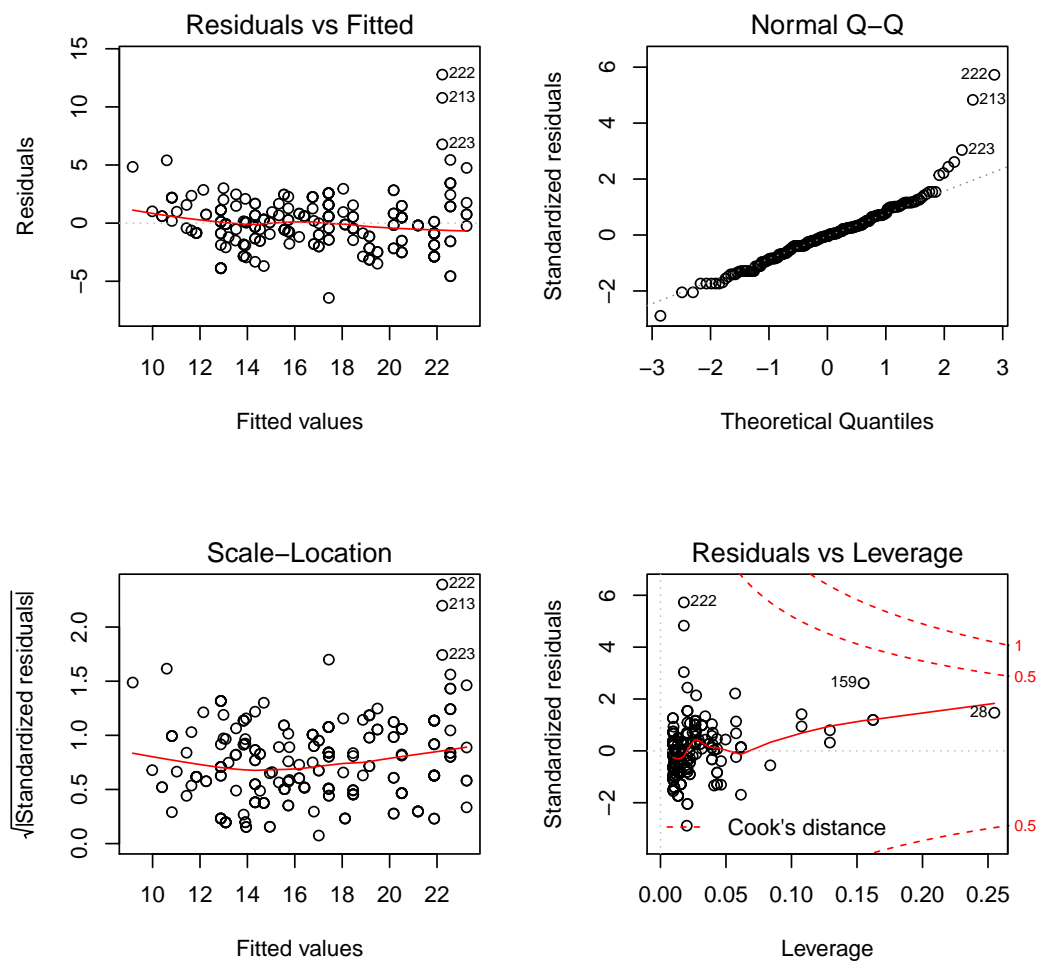 Residuals vs Fitted
Residuals
15
10
5
0
−5
222
213
223
10 12 14 16 18 20 22
Fitted values
Normal Q−Q
Standardized residuals
6
4
2
0
−2
222
213
223
−3 −2 −1 0 1 2 3
Theoretical Quantiles
Scale−Location
√|Standardized residuals|
2.0
1.5
1.0
0.5
0.0
222
213
223
10 12 14 16 18 20 22
Fitted values
Residuals vs Leverage
Standardized residuals
6
4
2
0
−2
222
159
28
1
0.5
0.5
Cook's distance
0.00 0.05 0.10 0.15 0.20 0.25
Leverage